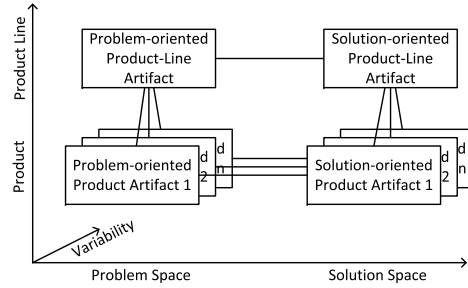 Product Line
Problem-oriented
Product-Line
Artifact
Solution-oriented
Product-Line
Artifact
Product
Problem-oriented
Product Artifact 1
d
2
d
n
Solution-oriented
Product Artifact 1
d
2
d
n
Variability
Problem Space
Solution Space